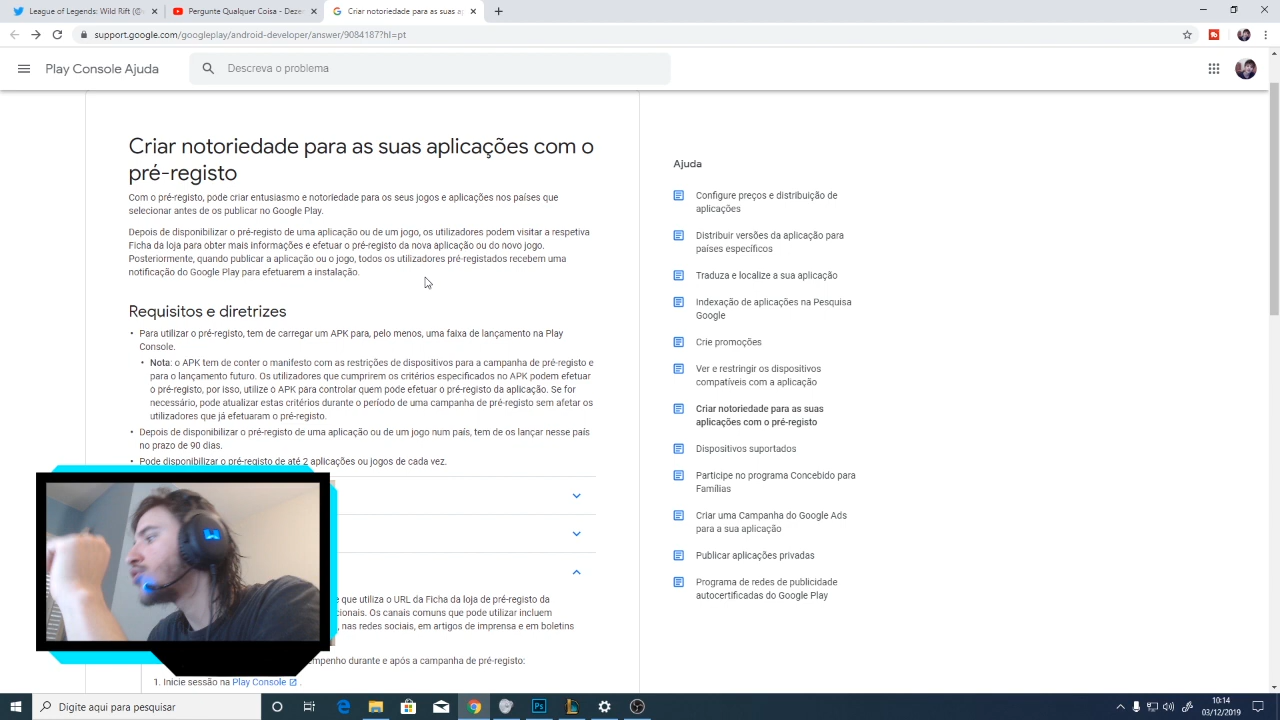 League of Legends: Wild Rift (@
Pergunte Qualquer Coisa - Deze
Criar notoriedade para as suas ap
support.google.com/googleplay/android-developer/answer/9084187?hl=pt
Play Console Ajuda
Descreva o problema
Criar notoriedade para as suas aplicações com o
pré-registo
Com o pré-registo, pode criar entusiasmo e notoriedade para os seus jogos e aplicações nos países que
selecionar antes de os publicar no Google Play.
Depois de disponibilizar o pré-registo de uma aplicação ou de um jogo, os utilizadores podem visitar a respetiva
Ficha da loja para obter mais informações e efetuar o pré-registo da nova aplicação ou do novo jogo.
Posteriormente, quando publicar a aplicação ou o jogo, todos os utilizadores pré-registados recebem uma
notificação do Google Play para efetuarem a instalação.
Requisitos e diretrizes
Para utilizar o pré-registo, tem de carregar um APK para, pelo menos, uma faixa de lançamento na Play
Console.
Nota: o APK tem de conter o manifesto com as restrições de dispositivos para a campanha de pré-registo e
para o lançamento futuro. Os utilizadores que cumprirem os critérios especificados no APK podem efetuar
o pré-registo, por isso, utilize o APK para controlar quem pode efetuar o pré-registo da aplicação. Se for
necessário, pode atualizar estas critérios durante o período de uma campanha de pré-registo sem afetar os
utilizadores que já efetuaram o pré-registo.
Depois de disponibilizar o pré-registo de uma aplicação ou de um jogo num país, tem de os lançar nesse país
no prazo de 90 dias.
Pode disponibilizar o pré-registo de até 2 aplicações ou jogos de cada vez.
que utiliza o URL da Ficha da loja de pré-registo da
cionais. Os canais comuns que pode utilizar incluem
, nas redes sociais, em artigos de imprensa e em boletins
empenho durante e após a campanha de pré-registo:
1. Inicie sessão na Play Console .
Ajuda
Configure preços e distribuição de
aplicações
Distribuir versões da aplicação para
países específicos
Traduza e localize a sua aplicação
Indexação de aplicações na Pesquisa
Google
Crie promoções
Ver e restringir os dispositivos
compatíveis com a aplicação
Criar notoriedade para as suas
aplicações com o pré-registo
Dispositivos suportados
Participe no programa Concebido para
Famílias
Criar uma Campanha do Google Ads
para a sua aplicação
Publicar aplicações privadas
Programa de redes de publicidade
autocertificadas do Google Play
Digite aqui para pesquisar
Ps
10:14
03/12/2019